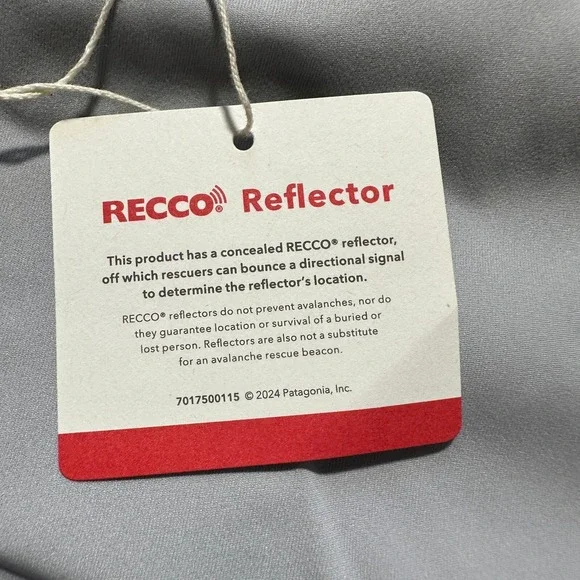 RECCO® Reflector
This product has a concealed RECCO® reflector,
off which rescuers can bounce a directional signal
to determine the reflector's location.
RECCO® reflectors do not prevent avalanches, nor do
they guarantee location or survival of a buried or
lost person. Reflectors are also not a substitute
for an avalanche rescue beacon.
7017500115 © 2024 Patagonia, Inc.